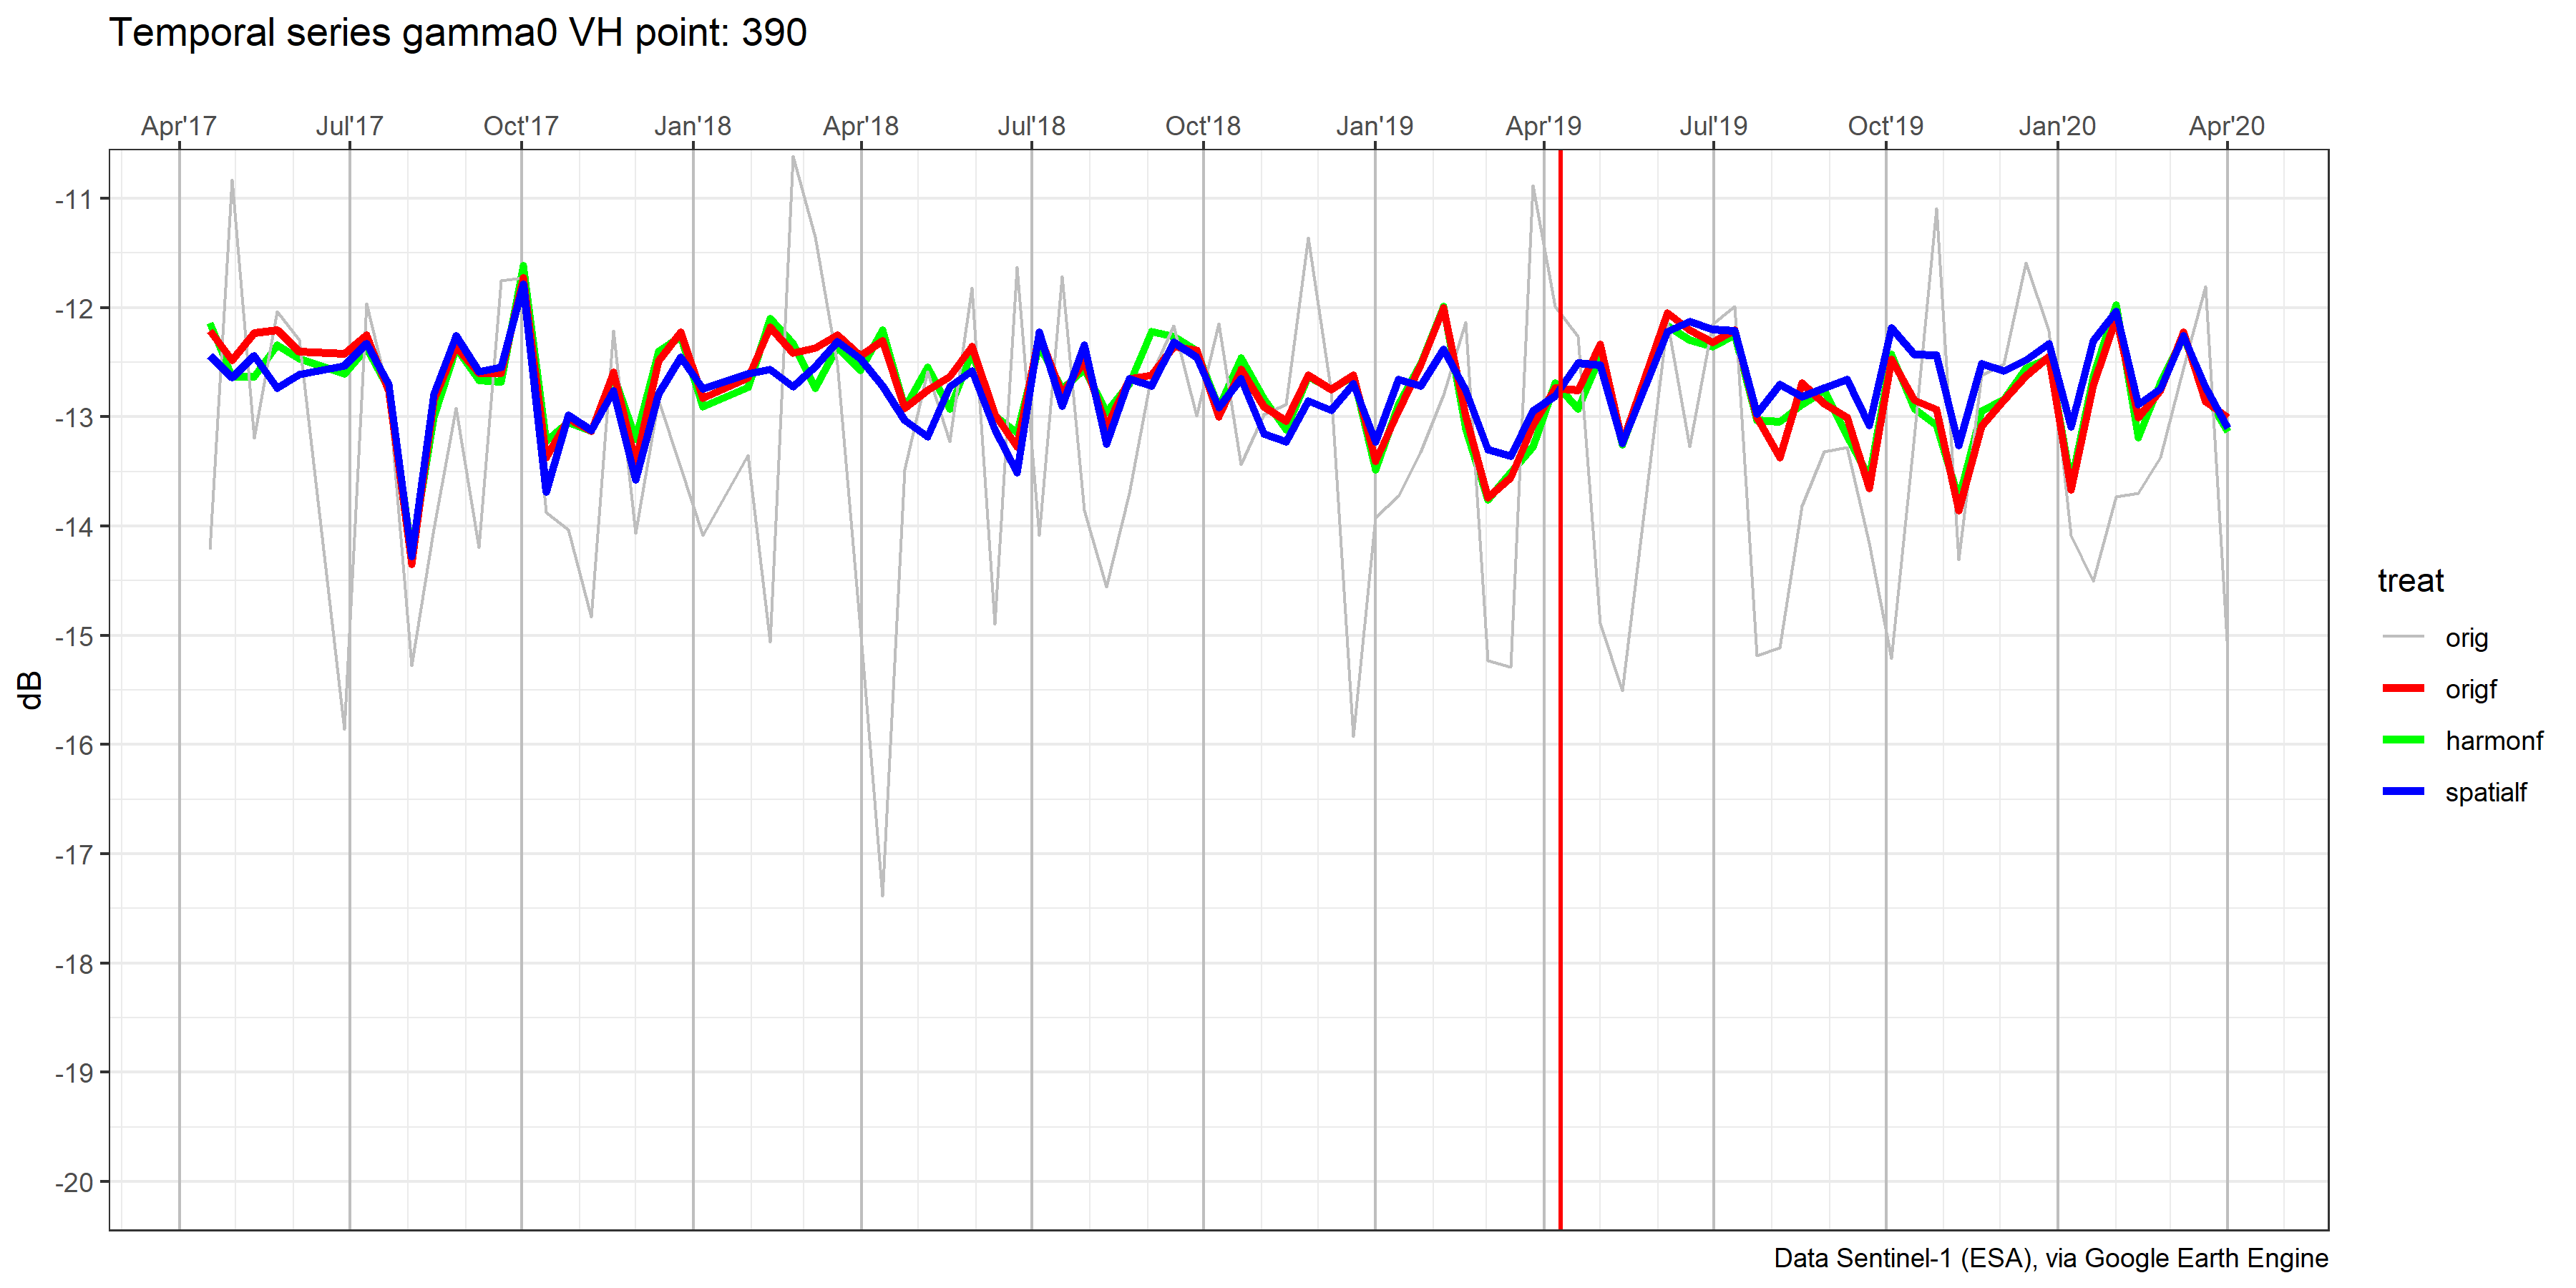 Temporal series gamma0 VH point: 390
Apr'17 Jul'17 Oct'17 Jan'18 Apr'18 Jul'18 Oct'18 Jan'19 Apr'19 Jul'19 Oct'19 Jan'20 Apr'20
-11
-12
-13
-14
-15
-16
-17
-18
-19
-20
dB
treat
orig
origf
harmonf
spatialf
Data Sentinel-1 (ESA), via Google Earth Engine